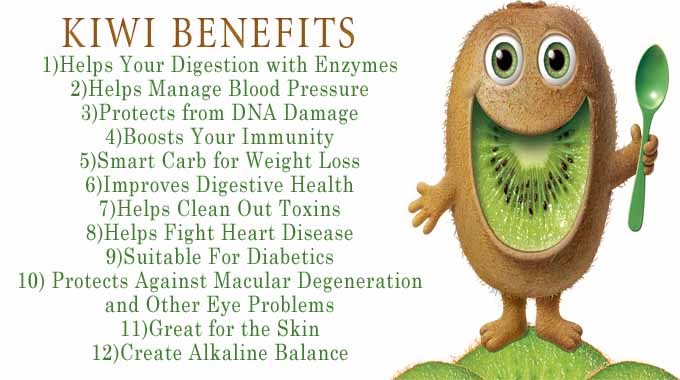 KIWI BENEFITS
1)Helps Your Digestion with Enzymes
2)Helps Manage Blood Pressure
3)Protects from DNA Damage
4)Boosts Your Immunity
5)Smart Carb for Weight Loss
6)Improves Digestive Health
7)Helps Clean Out Toxins
8)Helps Fight Heart Disease
9)Suitable For Diabetics
10) Protects Against Macular Degeneration
and Other Eye Problems
11)Great for the Skin
12)Create Alkaline Balance